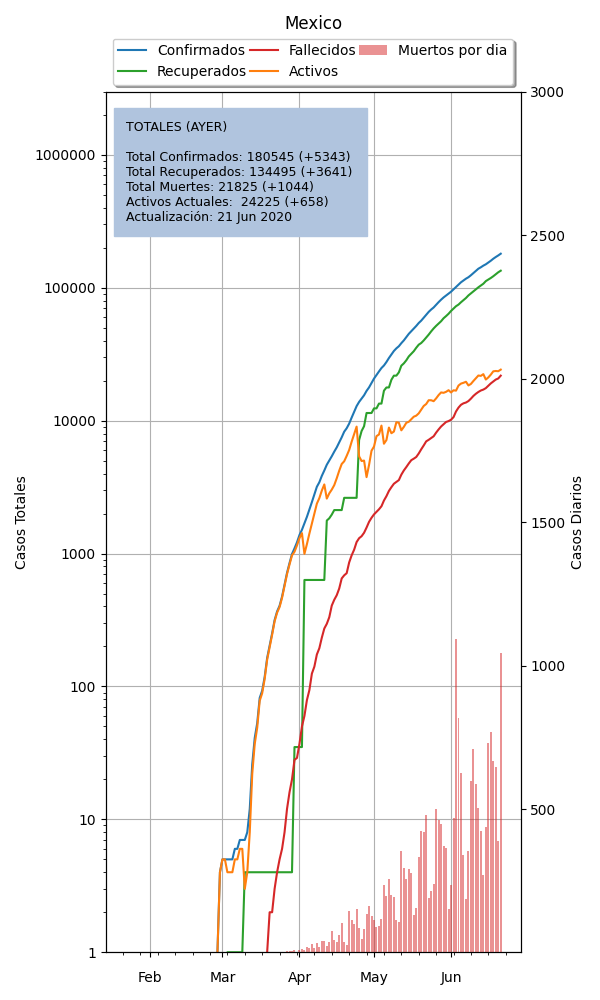 Mexico
Confirmados
Recuperados
Fallecidos
Activos
Muertos por dia
TOTALES (AYER)
Total Confirmados: 180545 (+5343)
Total Recuperados: 134495 (+3641)
Total Muertes: 21825 (+1044)
Activos Actuales:  24225 (+658)
Actualización: 21 Jun 2020
Casos Totales
1000000
100000
10000
1000
100
10
1
Feb
Mar
Apr
May
Jun
3000
2500
2000
1500
1000
500
Casos Diarios